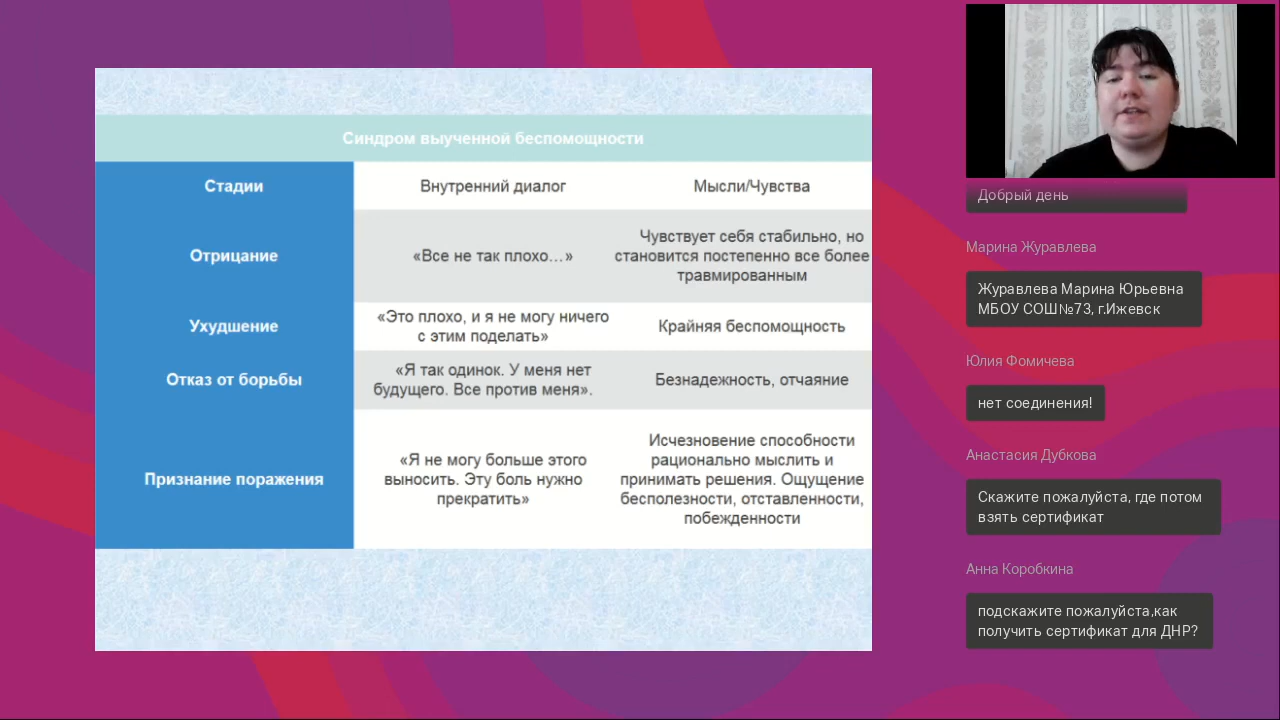 Синдром выученной беспомощности
Стадии
Внутренний диалог
Мысли/Чувства
Отрицание
«Все не так плохо…»
Чувствует себя стабильно, но
становится постепенно все более
травмированным
Ухудшение
«Это плохо, и я не могу ничего
с этим поделать»
Крайняя беспомощность
Отказ от борьбы
«Я так одинок. У меня нет
будущего. Все против меня».
Безнадежность, отчаяние
Признание поражения
«Я не могу больше этого
выносить. Эту боль нужно
прекратить»
Исчезновение способности
рационально мыслить и
принимать решения. Ощущение
бесполезности, отставленности,
побежденности
Добрый день
Марина Журавлева
Журавлева Марина Юрьевна
МБОУ СОШ№73, г.Ижевск
Юлия Фомичева
нет соединения!
Анастасия Дубкова
Скажите пожалуйста, где потом
взять сертификат
Анна Коробкина
подскажите пожалуйста,как
получить сертификат для ДНР?